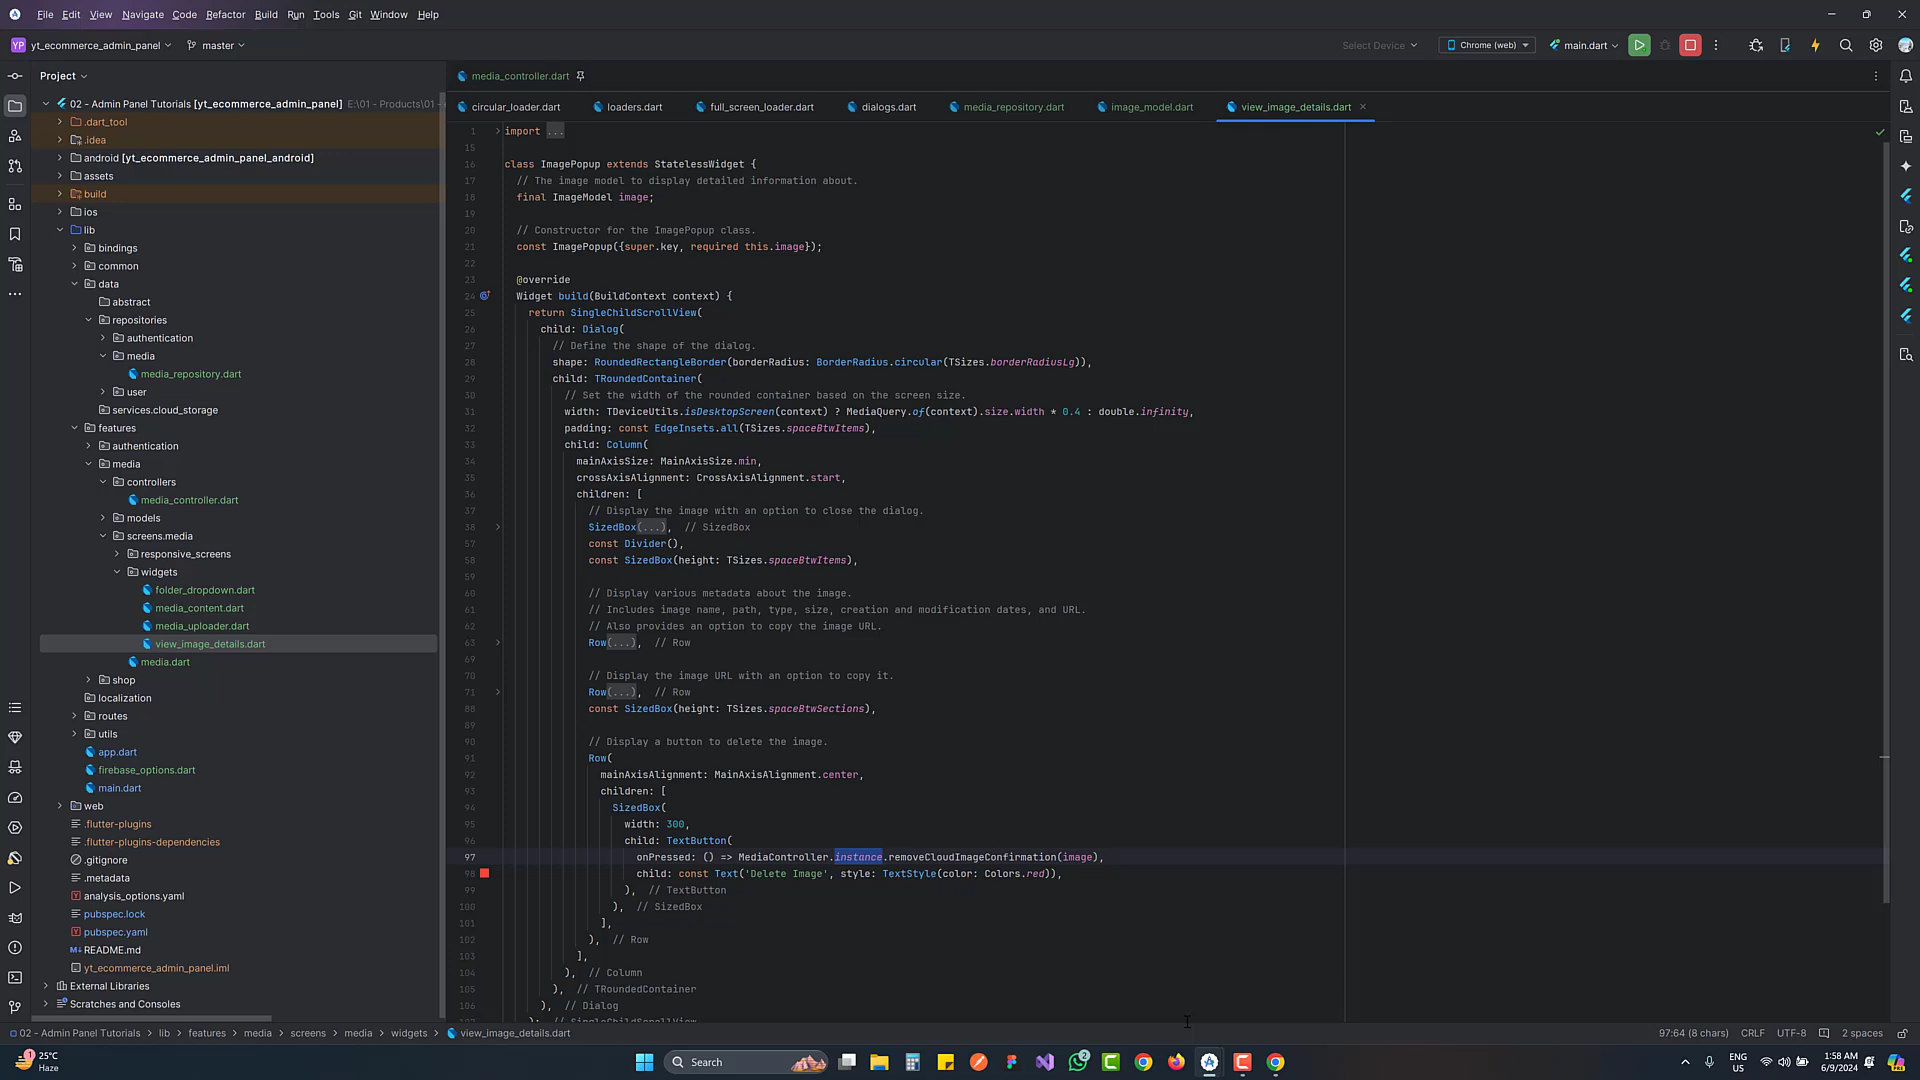 File Edit View Navigate Code Refactor Build Run Tools Git Window Help
YP yt_ecommerce_admin_panel master Select Device Chrome (web) main.dart
Project
media_controller.dart
circular_loader.dart loaders.dart full_screen_loader.dart dialogs.dart media_repository.dart image_model.dart view_image_details.dart
02 - Admin Panel Tutorials [yt_ecommerce_admin_panel] E:\01 - Products\01 -
.dart_tool
.idea
android [yt_ecommerce_admin_panel_android]
assets
build
ios
lib
bindings
common
data
abstract
repositories
authentication
media
media_repository.dart
user
services.cloud_storage
features
authentication
media
controllers
media_controller.dart
models
screens.media
responsive_screens
widgets
folder_dropdown.dart
media_content.dart
media_uploader.dart
view_image_details.dart
media.dart
shop
localization
routes
utils
app.dart
firebase_options.dart
main.dart
web
.flutter-plugins
.flutter-plugins-dependencies
.gitignore
.metadata
analysis_options.yaml
pubspec.lock
pubspec.yaml
M↓ README.md
yt_ecommerce_admin_panel.iml
External Libraries
Scratches and Consoles
1 import ...
15
16 class ImagePopup extends StatelessWidget {
17 // The image model to display detailed information about.
18 final ImageModel image;
19
20 // Constructor for the ImagePopup class.
21 const ImagePopup({super.key, required this.image});
22
23 @override
24 Widget build(BuildContext context) {
25 return SingleChildScrollView(
26 child: Dialog(
27 // Define the shape of the dialog.
28 shape: RoundedRectangleBorder(borderRadius: BorderRadius.circular(TSizes.borderRadiusLg)),
29 child: TRoundedContainer(
30 // Set the width of the rounded container based on the screen size.
31 width: TDeviceUtils.isDesktopScreen(context) ? MediaQuery.of(context).size.width * 0.4 : double.infinity,
32 padding: const EdgeInsets.all(TSizes.spaceBtwItems),
33 child: Column(
34 mainAxisSize: MainAxisSize.min,
35 crossAxisAlignment: CrossAxisAlignment.start,
36 children: [
37 // Display the image with an option to close the dialog.
38 SizedBox(...), // SizedBox
57 const Divider(),
58 const SizedBox(height: TSizes.spaceBtwItems),
59
60 // Display various metadata about the image.
61 // Includes image name, path, type, size, creation and modification dates, and URL.
62 // Also provides an option to copy the image URL.
63 Row(...), // Row
69
70 // Display the image URL with an option to copy it.
71 Row(...), // Row
88 const SizedBox(height: TSizes.spaceBtwSections),
89
90 // Display a button to delete the image.
91 Row(
92 mainAxisAlignment: MainAxisAlignment.center,
93 children: [
94 SizedBox(
95 width: 300,
96 child: TextButton(
97 onPressed: () => MediaController.instance.removeCloudImageConfirmation(image),
98 child: const Text('Delete Image', style: TextStyle(color: Colors.red)),
99 ), // TextButton
100 ), // SizedBox
101 ],
102 ), // Row
103 ],
104 ), // Column
105 ), // TRoundedContainer
106 ), // Dialog
107 ); // SingleChildScrollView
02 - Admin Panel Tutorials > lib > features > media > screens > media > widgets > view_image_details.dart 97:64 (8 chars) CRLF UTF-8 2 spaces
1 25°C
Haze
Search
2
ENG
US
1:58 AM
6/9/2024